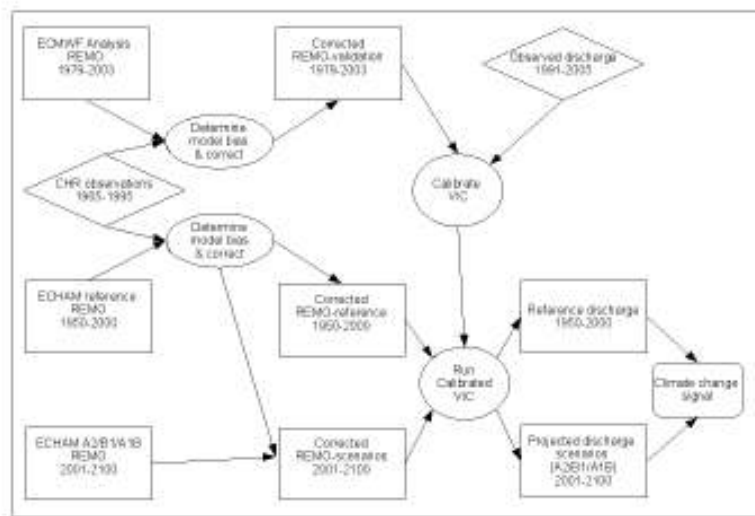 ECMWF Analysis
REMO
1979-2003
Corrected
REMO-validation
1979-2003
Observed discharge
1991-2003
Determine
model bias
& correct
CHR observations
1965-1995
Calibrate
VIC
Determine
model bias
& correct
ECHAM reference
REMO
1950-2000
Corrected
REMO-reference
1950-2000
Reference discharge
1950-2000
Run
Calibrated
VIC
Climate change
signal
ECHAM A2/B1/A1B
REMO
2001-2100
Corrected
REMO-scenarios
2001-2100
Projected discharge
scenarios
(A2/B1/A1B)
2001-2100